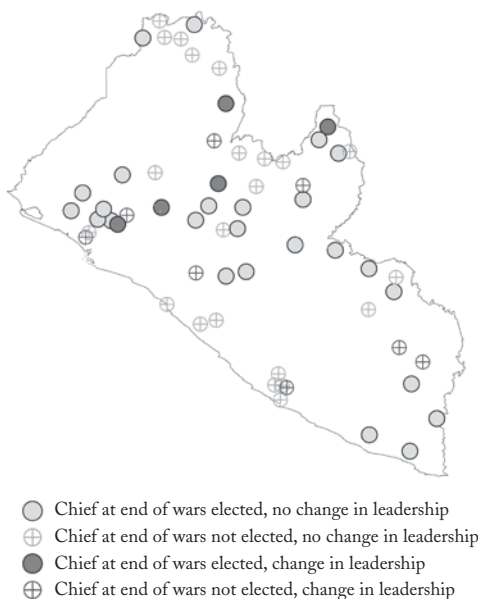 Chief at end of wars elected, no change in leadership
Chief at end of wars not elected, no change in leadership
Chief at end of wars elected, change in leadership
Chief at end of wars not elected, change in leadership